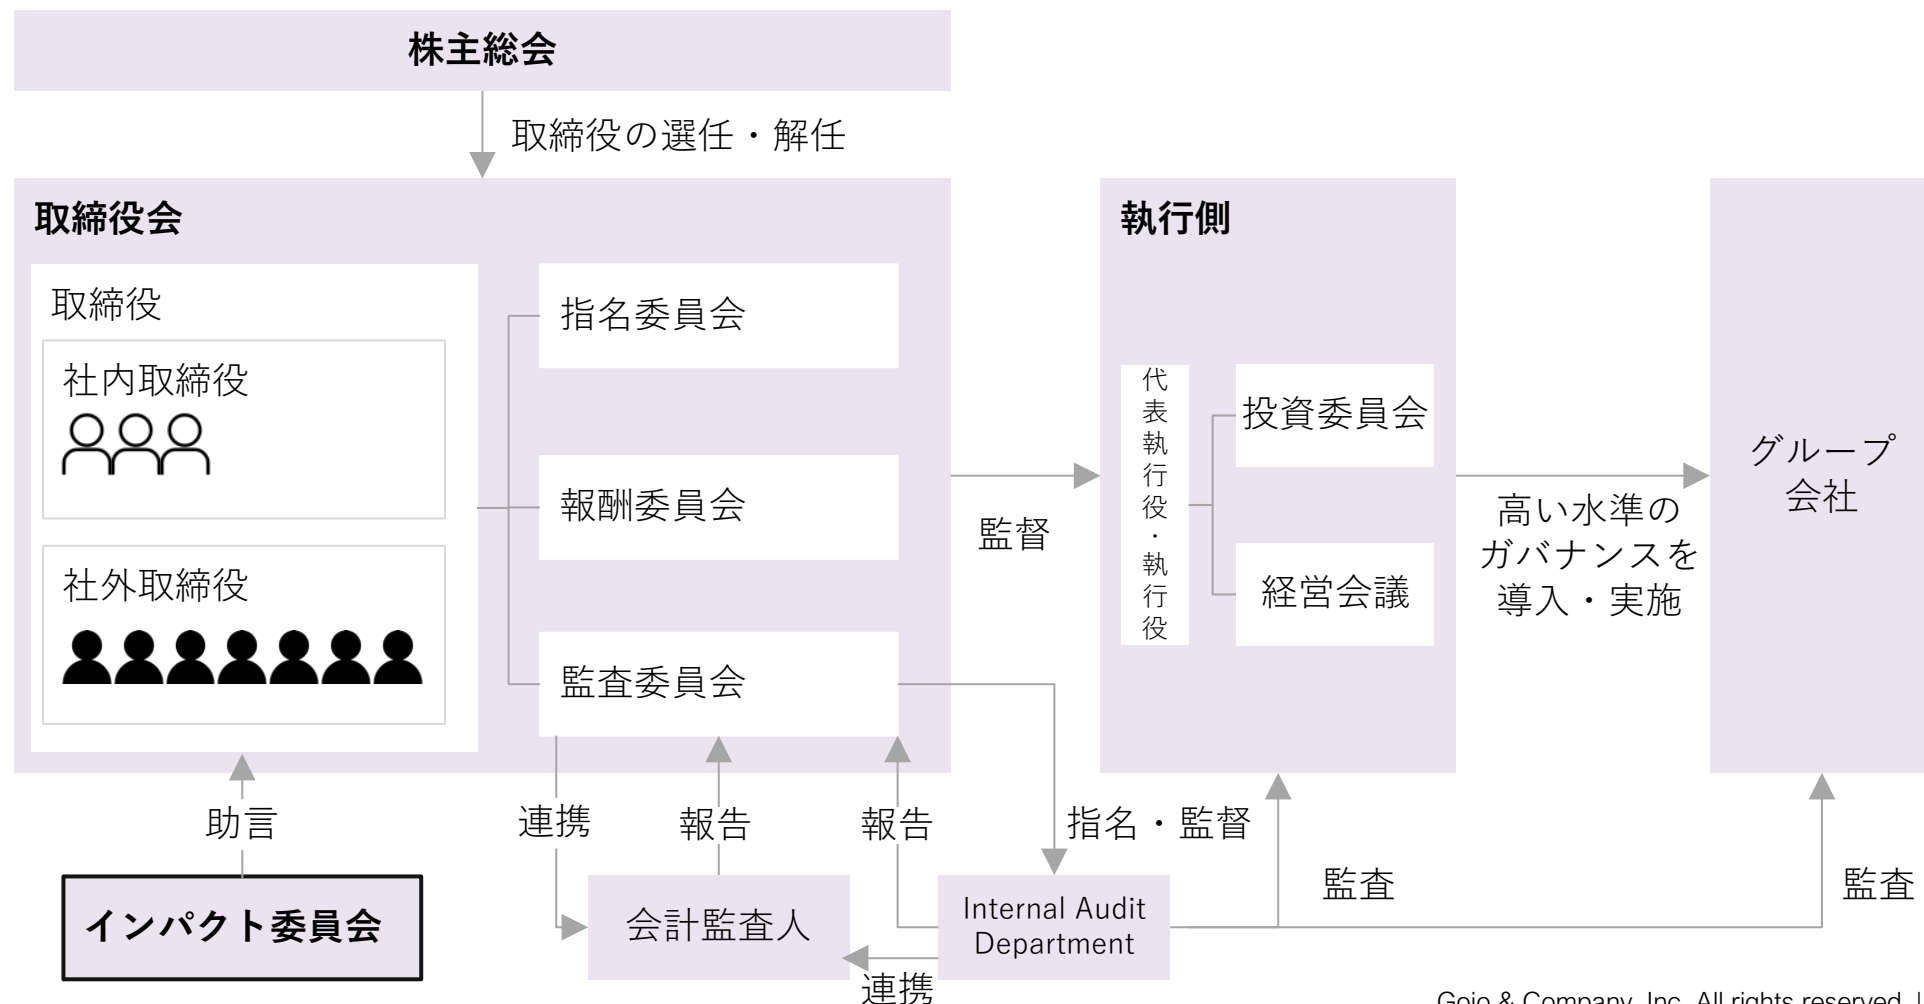 株主総会
取締役の選任・解任
取締役会
取締役
社内取締役
社外取締役
指名委員会
報酬委員会
監査委員会
監督
執行側
代表執行役・執行役
投資委員会
経営会議
高い水準の
ガバナンスを
導入・実施
グループ
会社
助言
連携
報告
報告
指名・監督
監査
監査
インパクト委員会
会計監査人
Internal Audit
Department
連携
Gojo & Company, Inc. All rights reserved. |